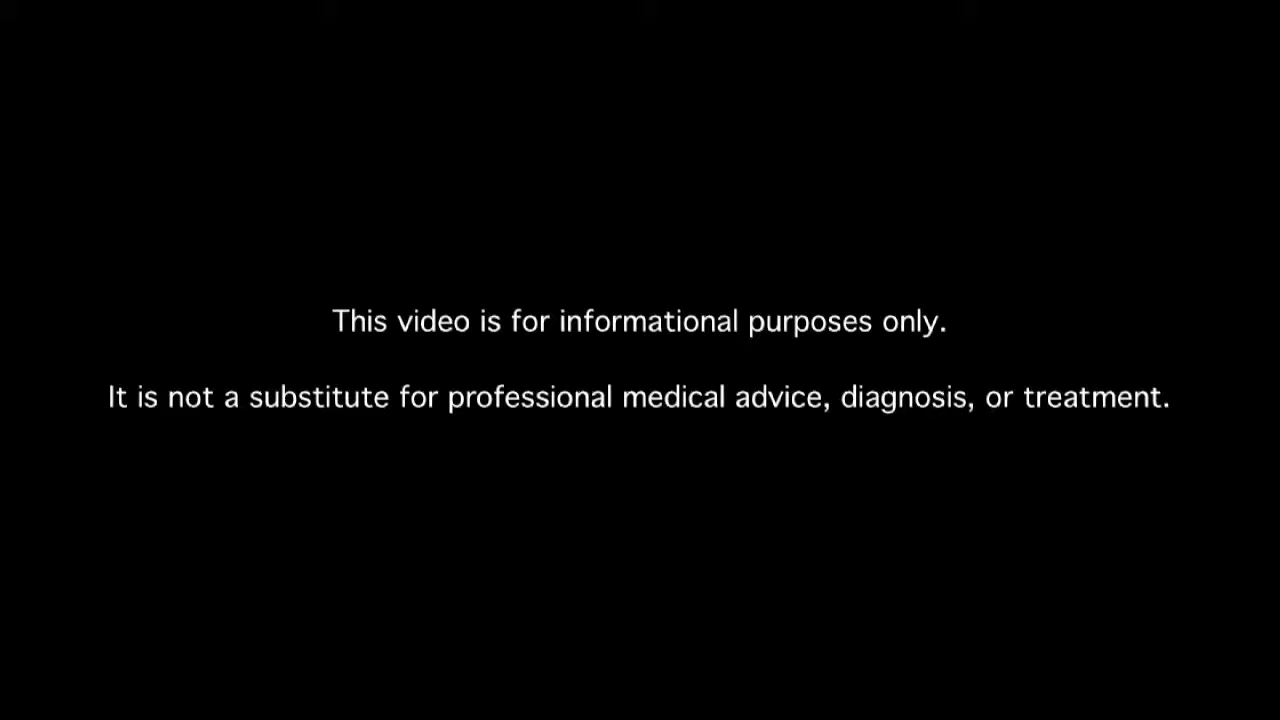 This video is for informational purposes only.
It is not a substitute for professional medical advice, diagnosis, or treatment.